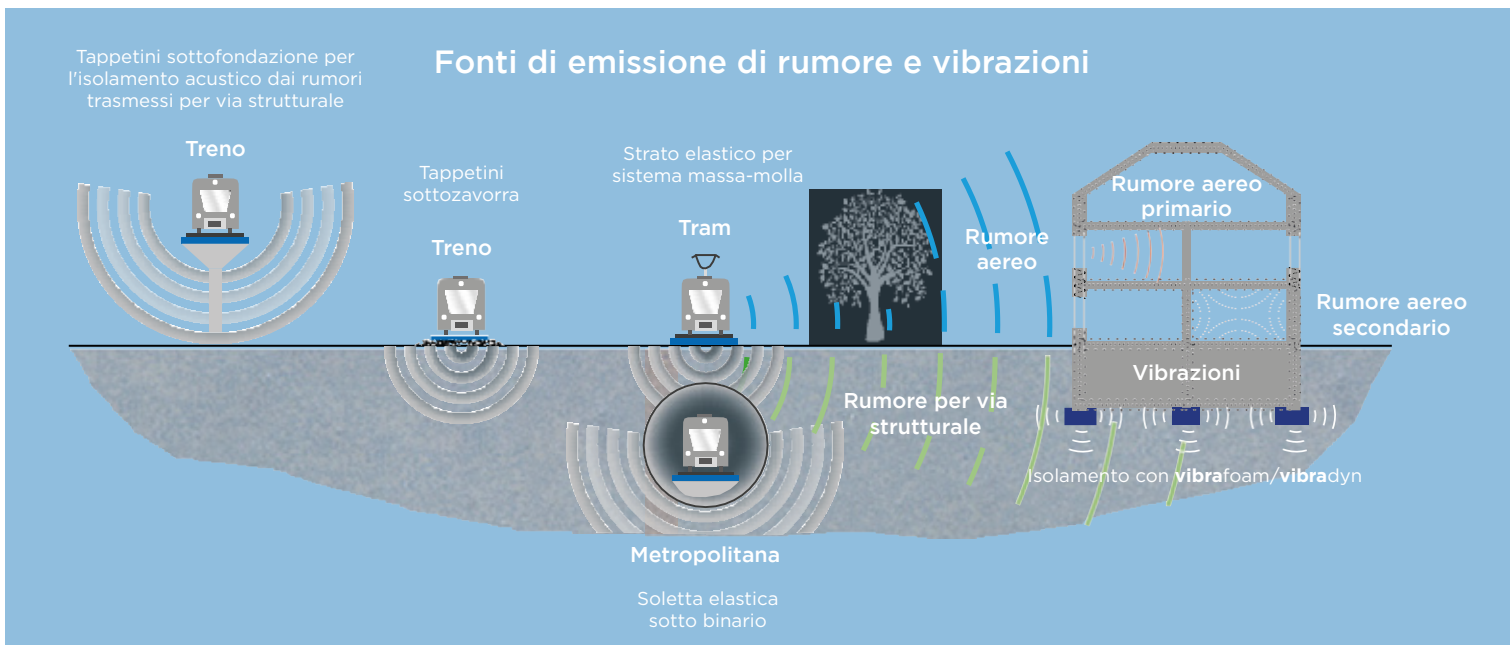 Fonti di emissione di rumore e vibrazioni
Tappetini sottofondazione per
l'isolamento acustico dai rumori
trasmessi per via strutturale
Treno
Tappetini
sottozavorra
Treno
Strato elastico per
sistema massa-molla
Tram
Rumore
aereo
Rumore aereo
primario
Rumore aereo
secondario
Vibrazioni
Rumore per via
strutturale
Isolamento con vibrafoam/vibradyn
Metropolitana
Soletta elastica
sotto binario